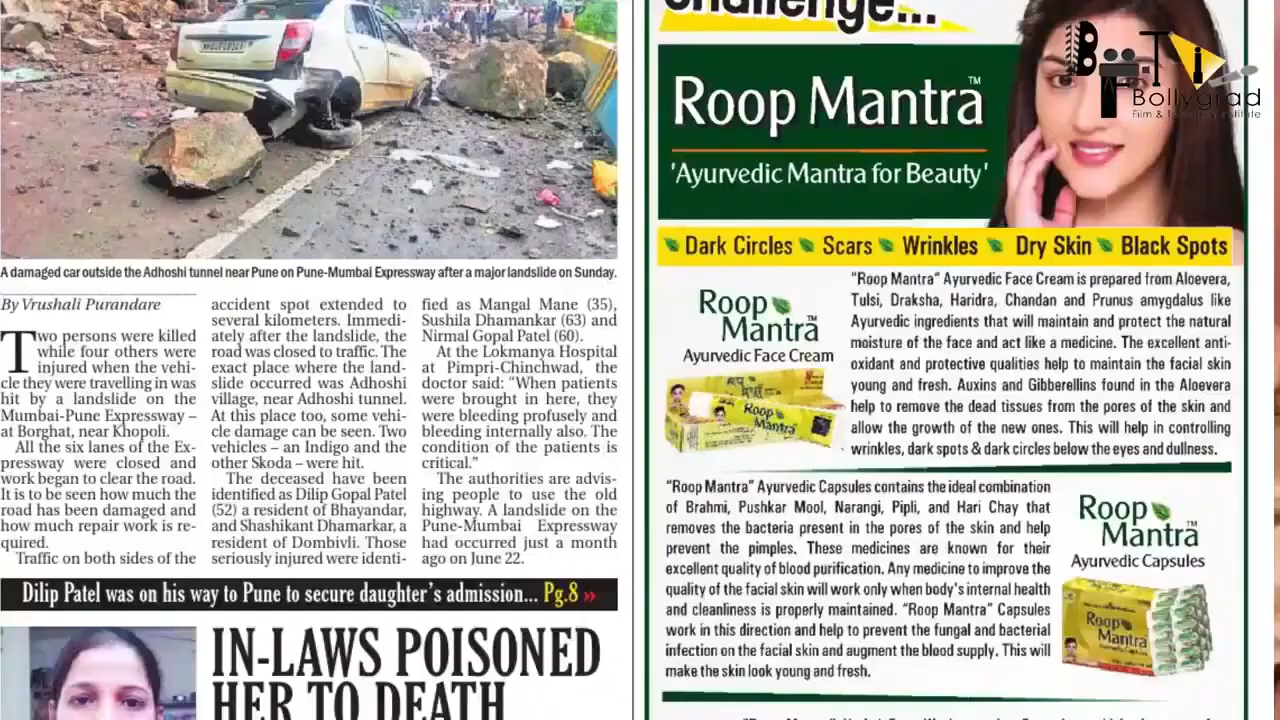 A damaged car outside the Adhoshi tunnel near Pune on Pune-Mumbai Expressway after a major landslide on Sunday.
By Vrushali Purandare
Two persons were killed
while four others were
injured when the vehi-
cle they were travelling in was
hit by a landslide on the
Mumbai-Pune Expressway –
at Borghat, near Khopoli.
All the six lanes of the Ex-
pressway were closed and
work began to clear the road.
It is to be seen how much the
road has been damaged and
how much repair work is re-
quired.
Traffic on both sides of the
accident spot extended to
several kilometers. Immedi-
ately after the landslide, the
road was closed to traffic. The
exact place where the land-
slide occurred was Adhoshi
village, near Adhoshi tunnel.
At this place too, some vehi-
cle damage can be seen. Two
vehicles – an Indigo and the
other Skoda – were hit.
The deceased have been
identified as Dilip Gopal Patel
(52) a resident of Bhayandar,
and Shashikant Dhamarkar, a
resident of Dombivli. Those
seriously injured were identi-
fied as Mangal Mane (35),
Sushila Dhamankar (63) and
Nirmal Gopal Patel (60).
At the Lokmanya Hospital
at Pimpri-Chinchwad, the
doctor said: “When patients
were brought in here, they
were bleeding profusely and
bleeding internally also. The
condition of the patients is
critical.”
The authorities are advis-
ing people to use the old
highway. A landslide on the
Pune-Mumbai Expressway
had occurred just a month
ago on June 22.
Dilip Patel was on his way to Pune to secure daughter’s admission... Pg.8 »
IN-LAWS POISONED
HER TO DEATH
challenge...
Roop Mantra™
'Ayurvedic Mantra for Beauty'
Dark Circles Scars Wrinkles Dry Skin Black Spots
Roop
Mantra™
Ayurvedic Face Cream
Roop
Mantra
"Roop Mantra" Ayurvedic Face Cream is prepared from Aloevera,
Tulsi, Draksha, Haridra, Chandan and Prunus amygdalus like
Ayurvedic ingredients that will maintain and protect the natural
moisture of the face and act like a medicine. The excellent anti-
oxidant and protective qualities help to maintain the facial skin
young and fresh. Auxins and Gibberellins found in the Aloevera
help to remove the dead tissues from the pores of the skin and
allow the growth of the new ones. This will help in controlling
wrinkles, dark spots & dark circles below the eyes and dullness.
"Roop Mantra" Ayurvedic Capsules contains the ideal combination
of Brahmi, Pushkar Mool, Narangi, Pipli, and Hari Chay that
removes the bacteria present in the pores of the skin and help
prevent the pimples. These medicines are known for their
excellent quality of blood purification. Any medicine to improve the
quality of the facial skin will work only when body's internal health
and cleanliness is properly maintained. "Roop Mantra" Capsules
work in this direction and help to prevent the fungal and bacterial
infection on the facial skin and augment the blood supply. This will
make the skin look young and fresh.
Roop
Mantra™
Ayurvedic Capsules
Roop
Mantra
Bollygrad
Film &